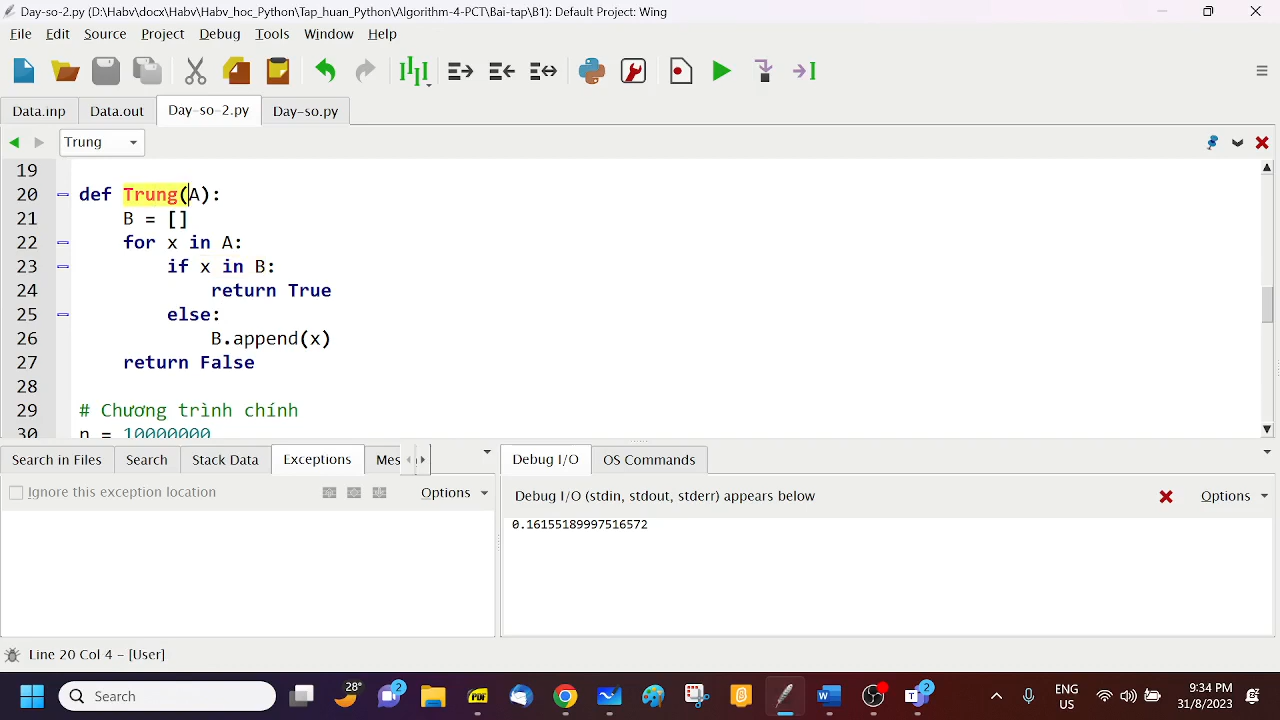 Day-so-2.py (D:\Habv\docx\Habv\Habv_hoc_Python\Tap_huan_Python\Algorithm-4-PCT\Bai-tap\B1): Default Project: Wing
File Edit Source Project Debug Tools Window Help
Data.inp Data.out Day-so-2.py Day-so.py
Trung
19
20 def Trung(A):
21 B = []
22 for x in A:
23 if x in B:
24 return True
25 else:
26 B.append(x)
27 return False
28
29 # Chương trình chính
30 n = 10000000
Search in Files Search Stack Data Exceptions Mes Debug I/O OS Commands
Ignore this exception location Options Debug I/O (stdin, stdout, stderr) appears below Options
0.16155189997516572
Line 20 Col 4 – [User]
28° 2 2 9:34 PM
Search PDF ENG US 31/8/2023